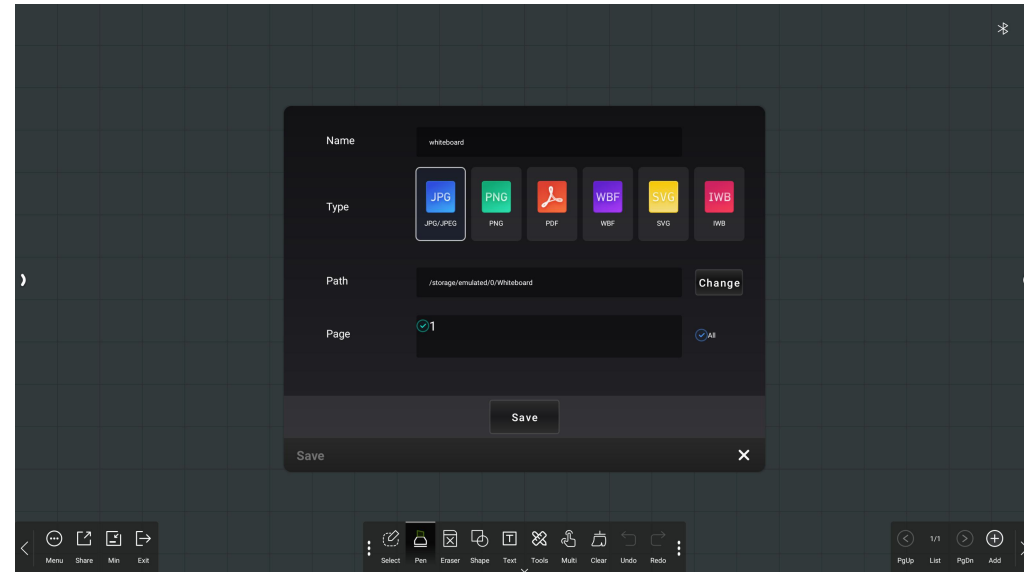 Name
whiteboard
Type
JPG
JPG/JPEG
PNG
PNG
PDF
WBF
WBF
SVG
SVG
IWB
IWB
Path
/storage/emulated/0/Whiteboard
Change
Page
1
All
Save
Save
Menu
Share
Min
Exit
Select
Pen
Eraser
Shape
Text
Tools
Multi
Clear
Undo
Redo
PgUp
1/1
List
PgDn
Add